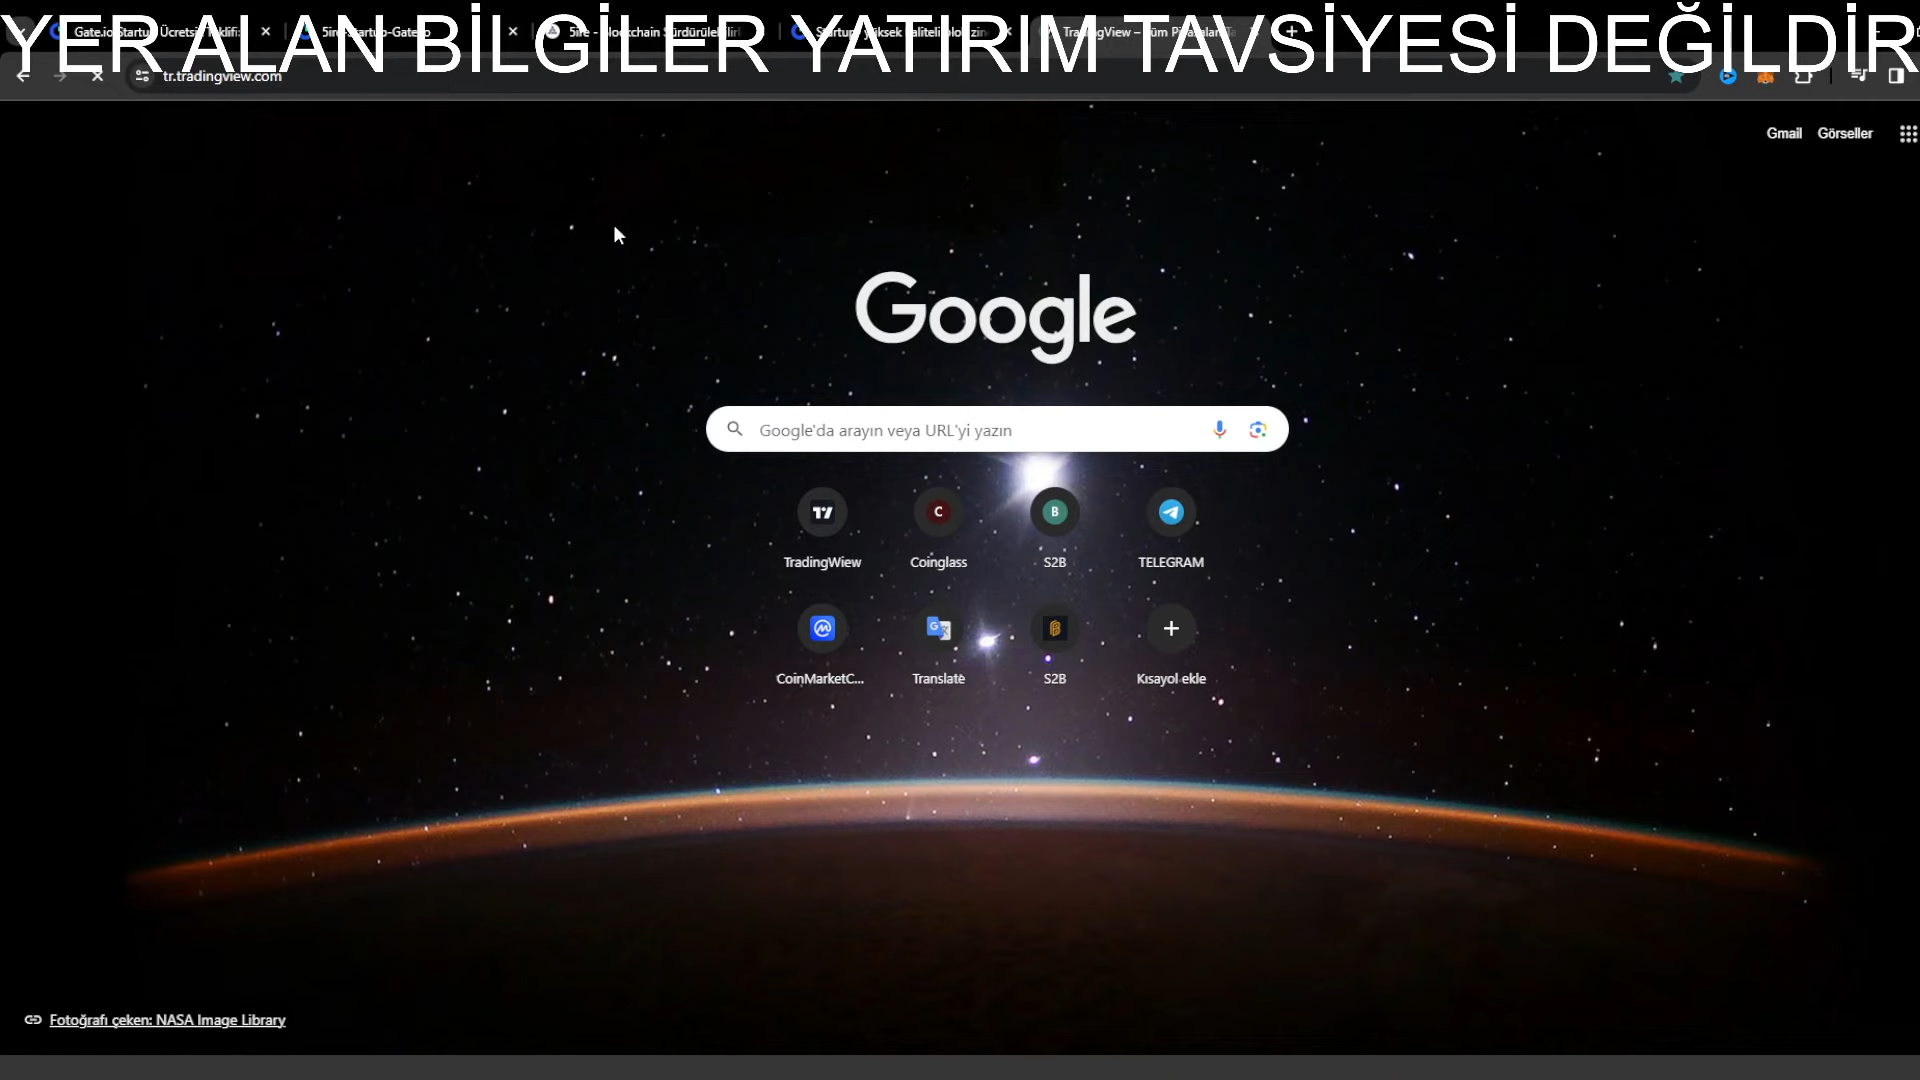 YER ALAN BİLGİLER YATIRIM TAVSİYESİ DEĞİLDİR
tr.tradingview.com
Gmail Görseller
Google
Google'da arayın veya URL'yi yazın
TradingWiew Coinglass S2B TELEGRAM
CoinMarketC... Translate S2B Kısayol ekle
Fotoğrafı çeken: NASA Image Library